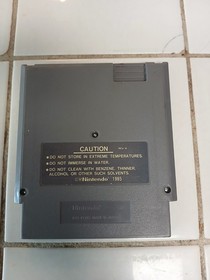 CAUTION
• DO NOT STORE IN EXTREME TEMPERATURES.
• DO NOT IMMERSE IN WATER.
• DO NOT CLEAN WITH BENZENE, THINNER,
ALCOHOL OR OTHER SUCH SOLVENTS.
Nintendo 1985